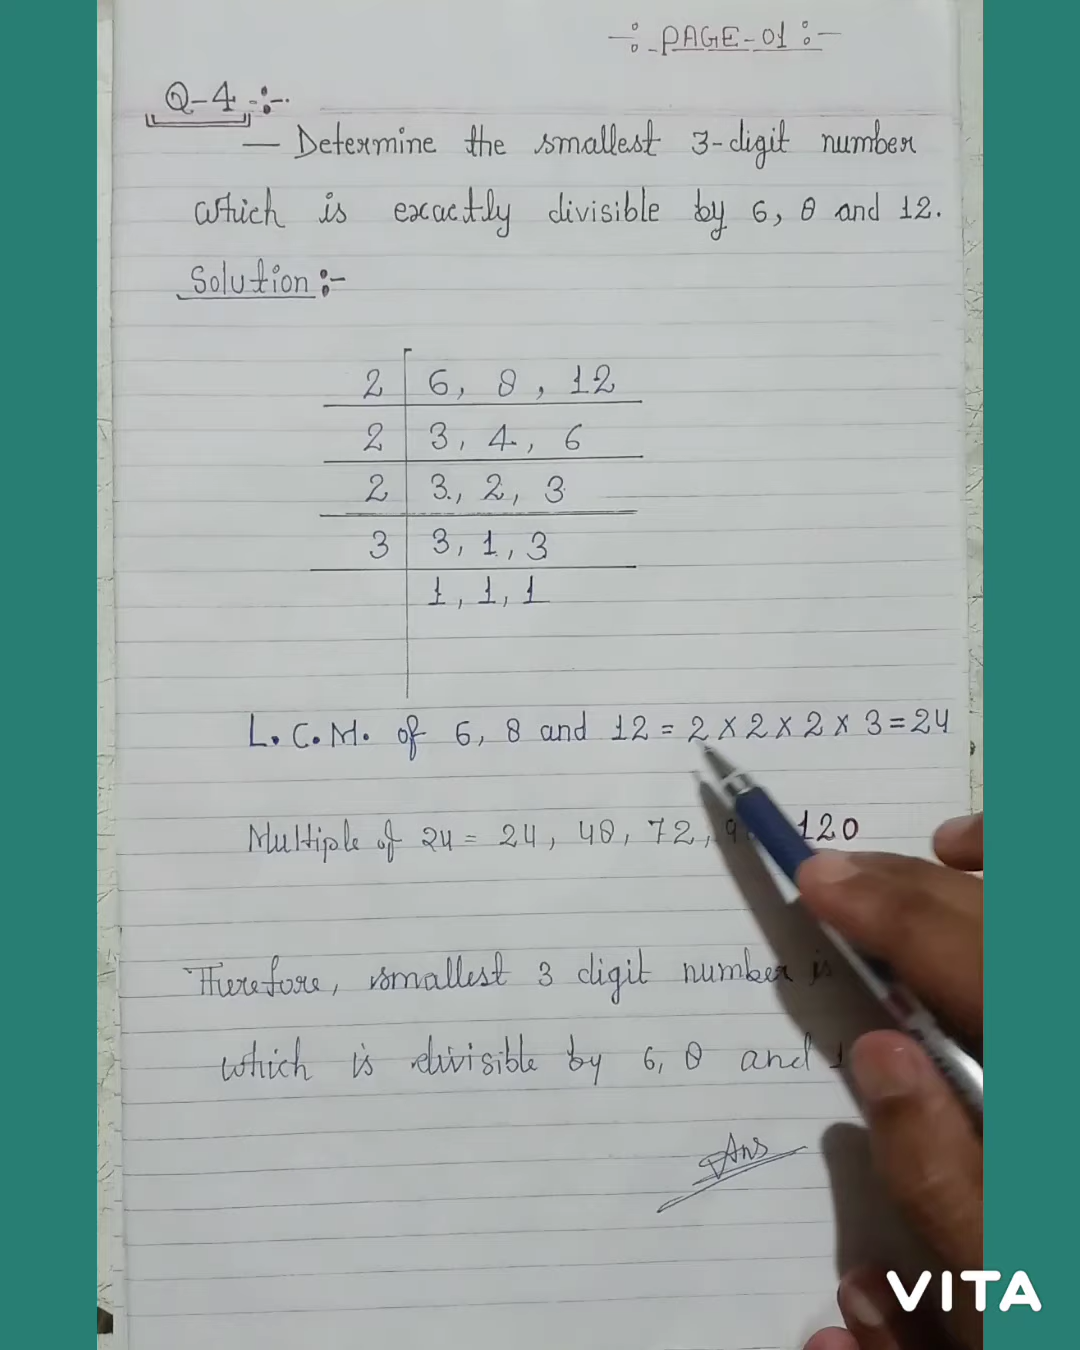 -: PAGE-01 :-
Q-4 :-
— Determine the smallest 3-digit number
which is exactly divisible by 6, 8 and 12.
Solution :-
2 | 6, 8, 12
2 | 3, 4, 6
2 | 3, 2, 3
3 | 3, 1, 3
| 1, 1, 1
L.C.M. of 6, 8 and 12 = 2 × 2 × 2 × 3 = 24
Multiple of 24 = 24, 48, 72, 120
Therefore, smallest 3 digit number is
which is divisible by 6, 8 and
Ans
VITA